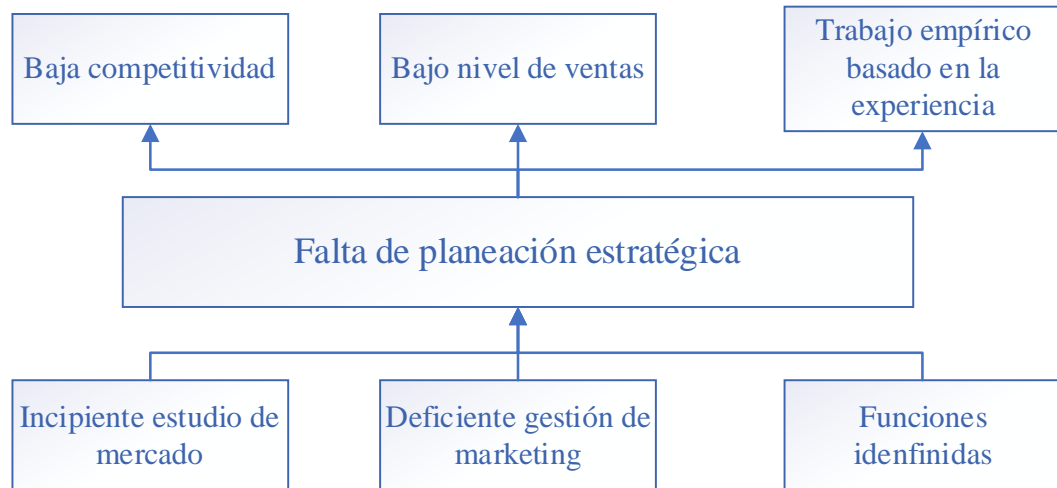 Baja competitividad
Bajo nivel de ventas
Trabajo empírico
basado en la
experiencia
Falta de planeación estratégica
Incipiente estudio de
mercado
Deficiente gestión de
marketing
Funciones
idenfinidas